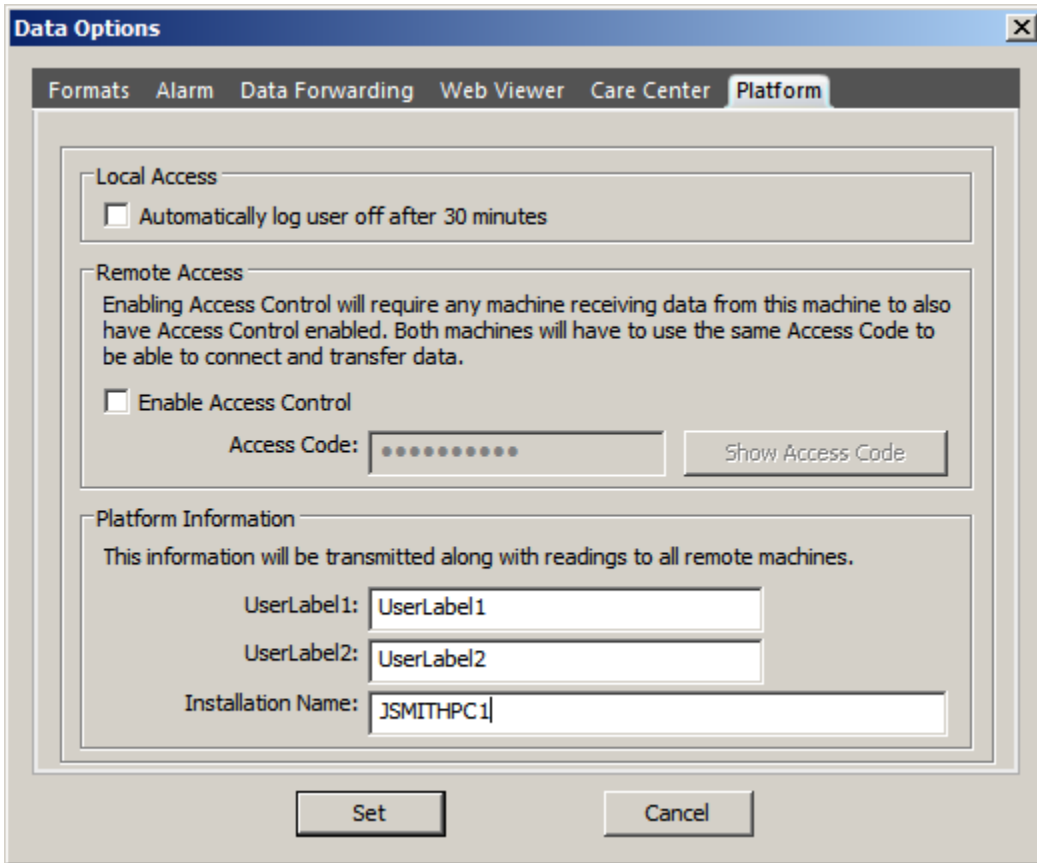 Data Options
Formats Alarm Data Forwarding Web Viewer Care Center Platform
Local Access
Automatically log user off after 30 minutes
Remote Access
Enabling Access Control will require any machine receiving data from this machine to also
have Access Control enabled. Both machines will have to use the same Access Code to
be able to connect and transfer data.
Enable Access Control
Access Code: ●●●●●●●●●● Show Access Code
Platform Information
This information will be transmitted along with readings to all remote machines.
UserLabel1: UserLabel1
UserLabel2: UserLabel2
Installation Name: JSMITHPC1
Set Cancel